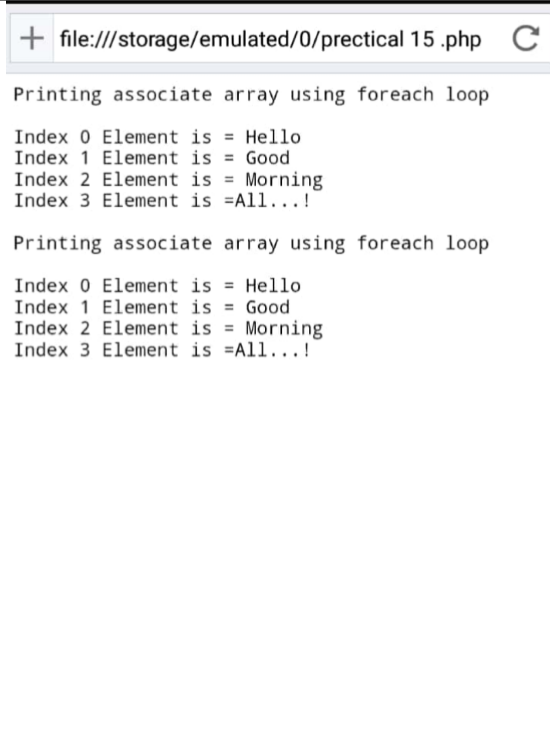 file:///storage/emulated/0/prectical 15 .php
Printing associate array using foreach loop
Index 0 Element is = Hello
Index 1 Element is = Good
Index 2 Element is = Morning
Index 3 Element is =All...!
Printing associate array using foreach loop
Index 0 Element is = Hello
Index 1 Element is = Good
Index 2 Element is = Morning
Index 3 Element is =All...!